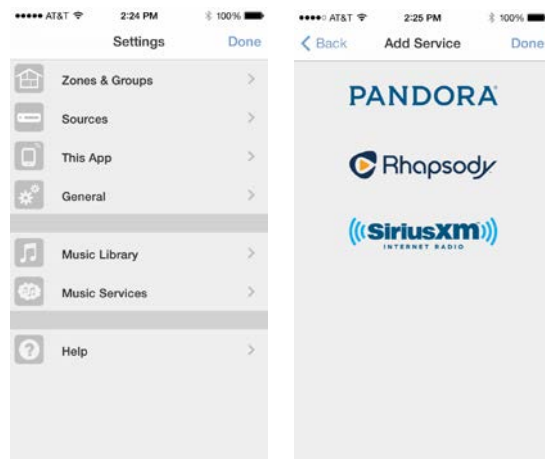 AT&T 2:24 PM 100%
Settings Done
Zones & Groups
Sources
This App
General
Music Library
Music Services
Help
AT&T 2:25 PM 100%
Back Add Service Done
PANDORA
Rhapsody
((SiriusXM))
INTERNET RADIO